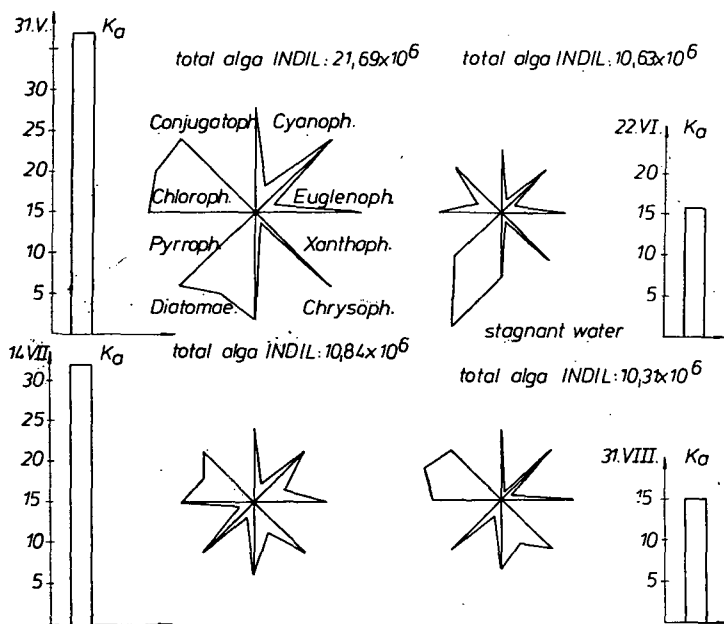 31.V. Ka
total alga INDIL: 21,69x10⁶
total alga INDIL: 10,63x10⁶
30
25
20
15
10
5
Conjugatoph. Cyanoph.
Chloroph. Euglenoph.
Pyrroph. Xanthoph.
Diatomae. Chrysoph.
22.VI. Ka
20
15
10
5
stagnant water
14.VII. Ka
total alga INDIL: 10,84x10⁶
total alga INDIL: 10,31x10⁶
30
25
20
15
10
5
31.VIII. Ka
15
10
5